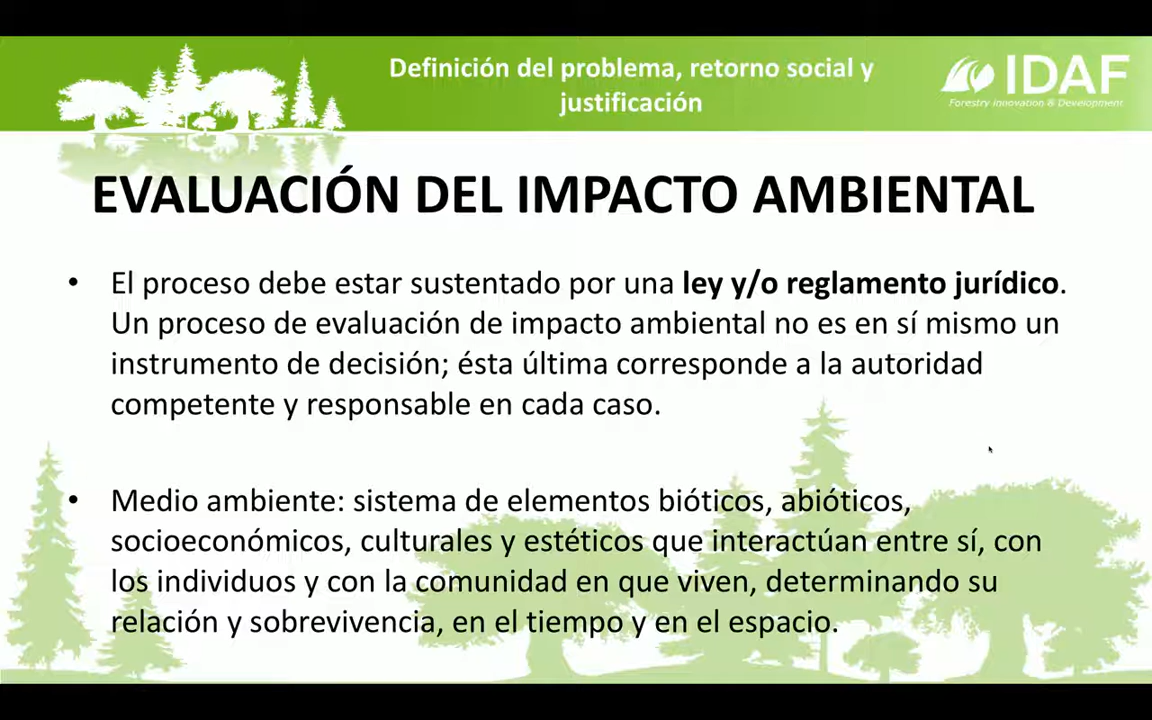 Definición del problema, retorno social y
justificación
IDAF
Forestry Innovation & Development
EVALUACIÓN DEL IMPACTO AMBIENTAL
• El proceso debe estar sustentado por una ley y/o reglamento jurídico.
Un proceso de evaluación de impacto ambiental no es en sí mismo un
instrumento de decisión; ésta última corresponde a la autoridad
competente y responsable en cada caso.
• Medio ambiente: sistema de elementos bióticos, abióticos,
socioeconómicos, culturales y estéticos que interactúan entre sí, con
los individuos y con la comunidad en que viven, determinando su
relación y sobrevivencia, en el tiempo y en el espacio.